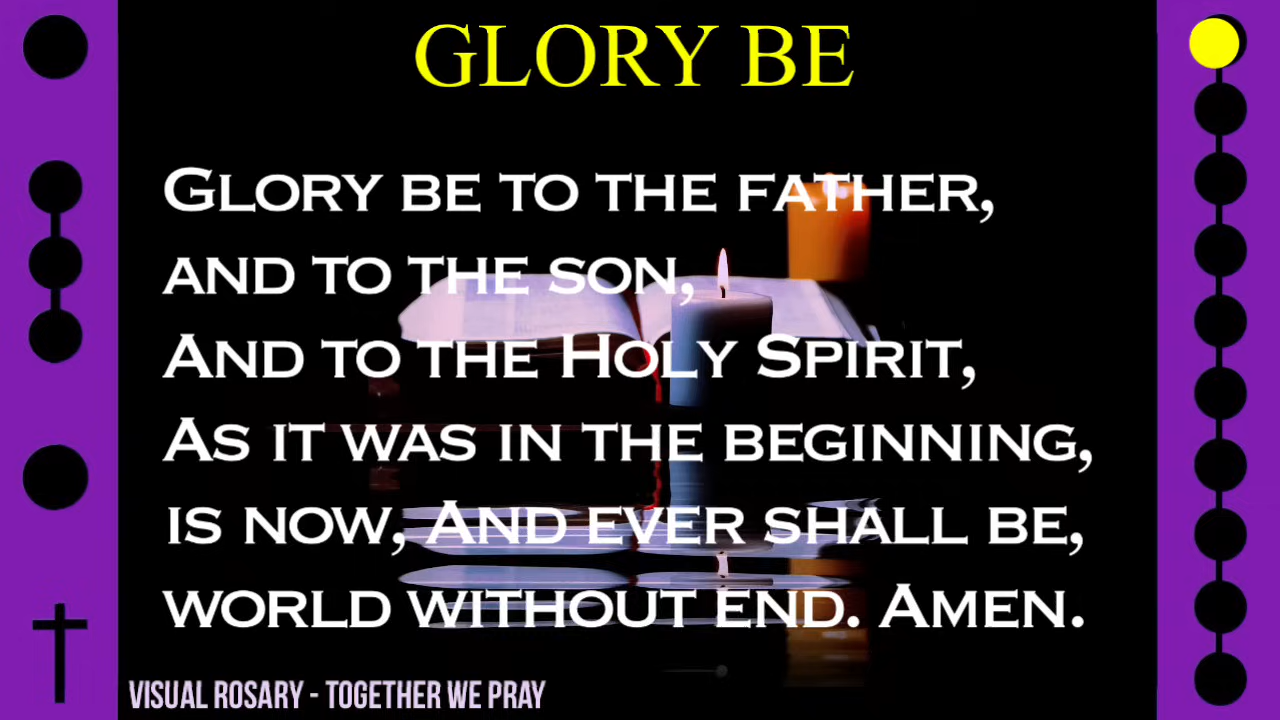 GLORY BE
Glory be to the father,
and to the son,
And to the Holy Spirit,
As it was in the beginning,
is now, And ever shall be,
world without end. Amen.
VISUAL ROSARY - TOGETHER WE PRAY